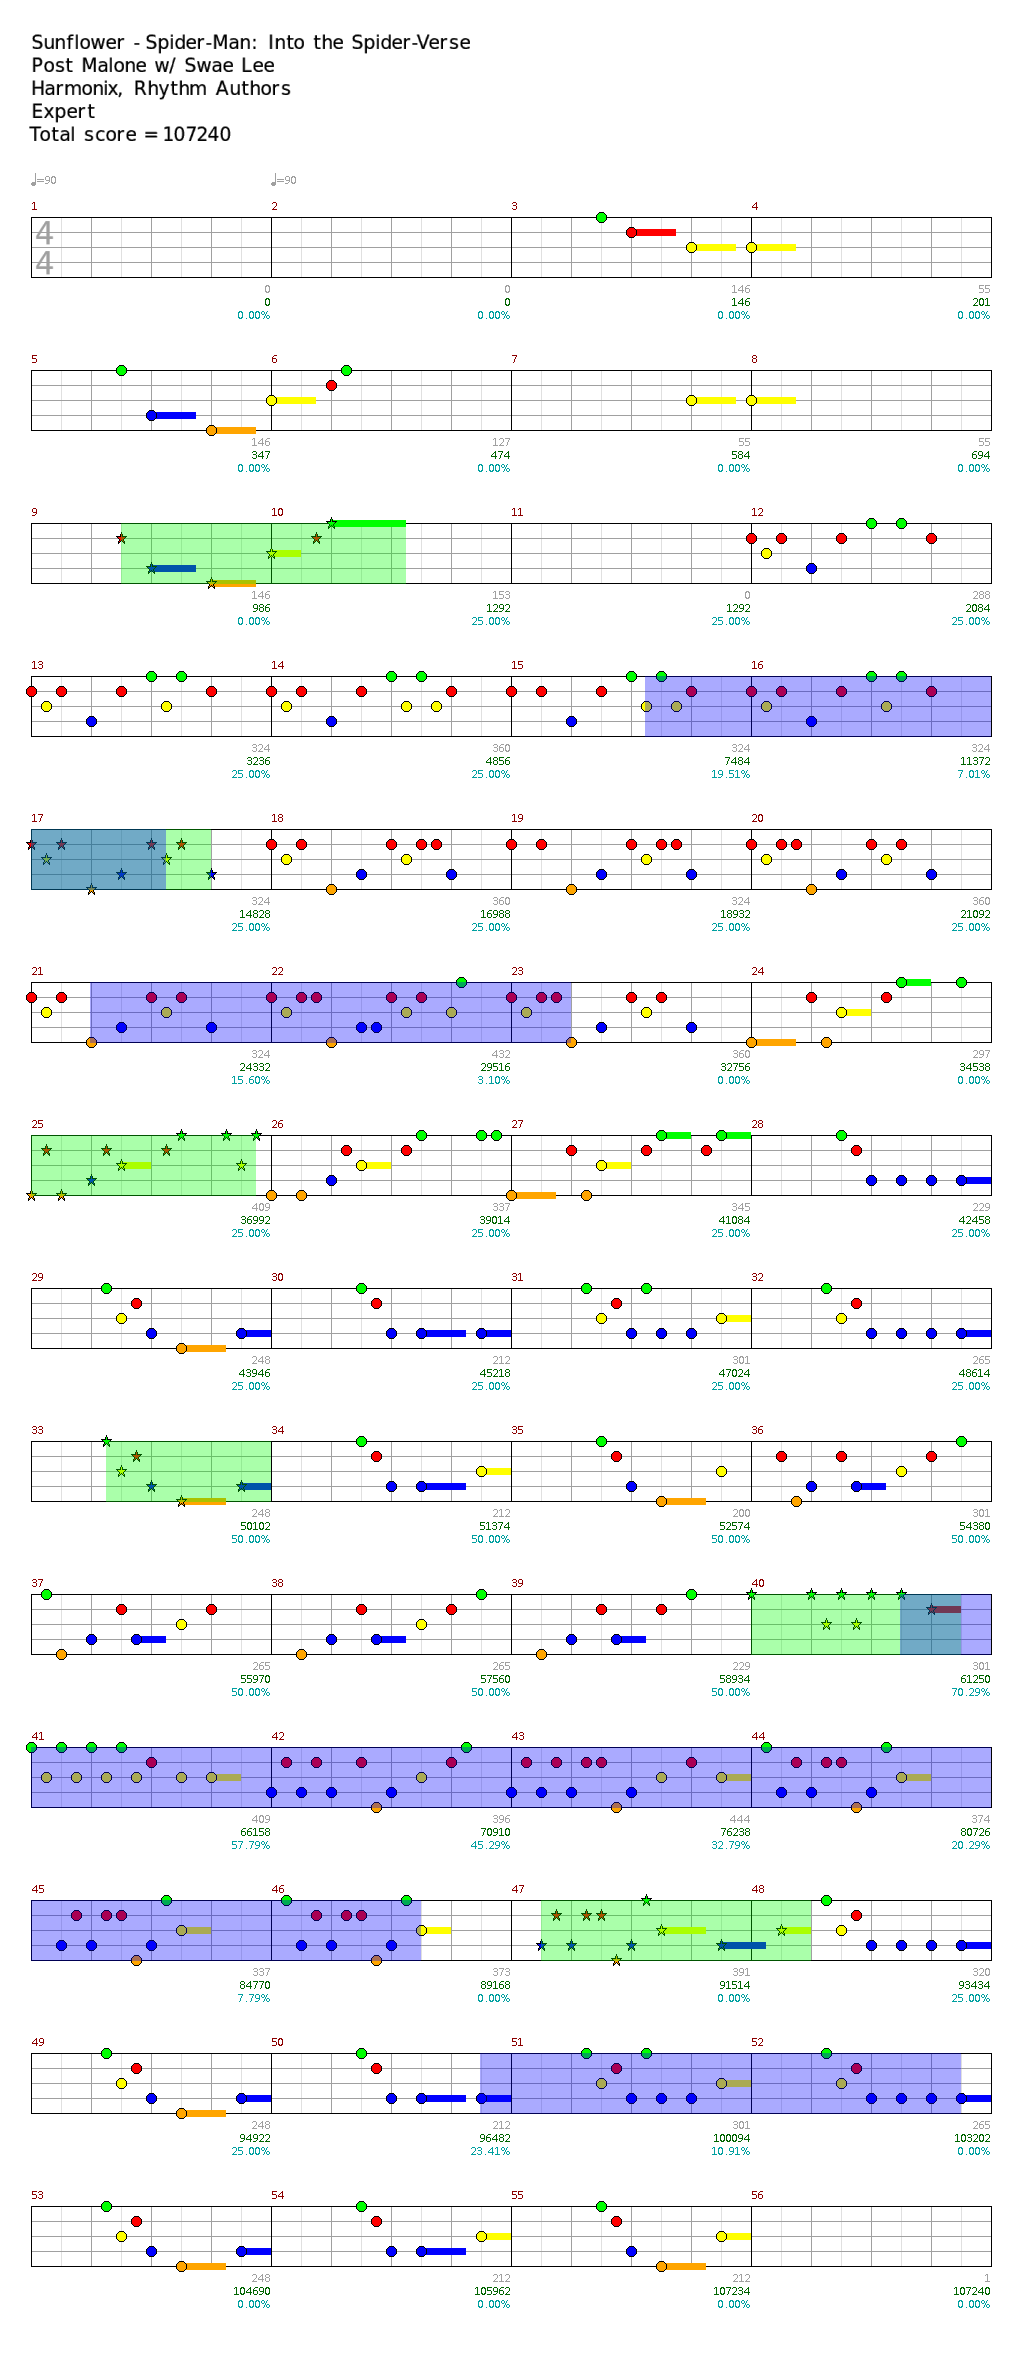 Sunflower - Spider-Man: Into the Spider-Verse
Post Malone w/ Swae Lee
Harmonix, Rhythm Authors
Expert
Total score = 107240
♩=90 ♩=90
1 2 3 4
4
4
0 0 146 55
0 0 146 201
0.00% 0.00% 0.00% 0.00%
5 6 7 8
146 127 55 55
347 474 584 694
0.00% 0.00% 0.00% 0.00%
9 10 11 12
146 153 0 288
986 1292 1292 2084
0.00% 25.00% 25.00% 25.00%
13 14 15 16
324 360 324 324
3236 4856 7484 11372
25.00% 25.00% 19.51% 7.01%
17 18 19 20
324 360 324 360
14828 16988 18932 21092
25.00% 25.00% 25.00% 25.00%
21 22 23 24
324 432 360 297
24332 29516 32756 34538
15.60% 3.10% 0.00% 0.00%
25 26 27 28
409 337 345 229
36992 39014 41084 42458
25.00% 25.00% 25.00% 25.00%
29 30 31 32
248 212 301 265
43946 45218 47024 48614
25.00% 25.00% 25.00% 25.00%
33 34 35 36
248 212 200 301
50102 51374 52574 54380
50.00% 50.00% 50.00% 50.00%
37 38 39 40
265 265 229 301
55970 57560 58934 61250
50.00% 50.00% 50.00% 70.29%
41 42 43 44
409 396 444 374
66158 70910 76238 80726
57.79% 45.29% 32.79% 20.29%
45 46 47 48
337 373 391 320
84770 89168 91514 93434
7.79% 0.00% 0.00% 25.00%
49 50 51 52
248 212 301 265
94922 96482 100094 103202
25.00% 23.41% 10.91% 0.00%
53 54 55 56
248 212 212 1
104690 105962 107234 107240
0.00% 0.00% 0.00% 0.00%